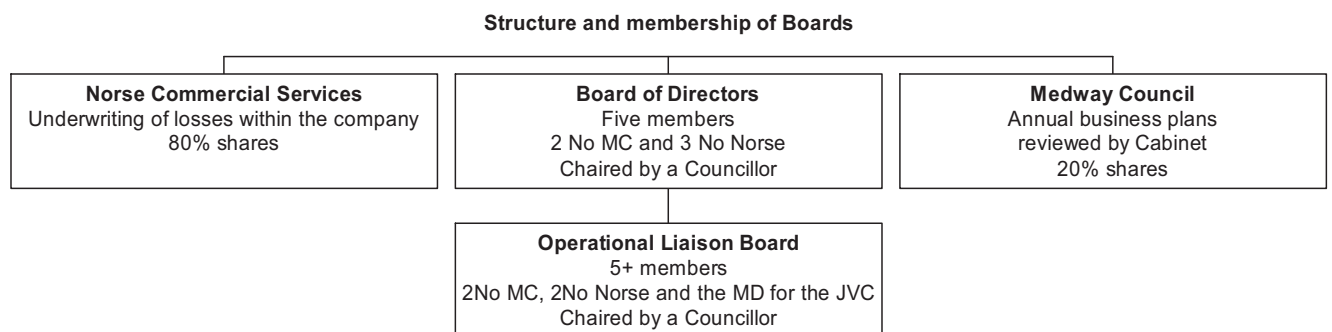 Structure and membership of Boards
Norse Commercial Services
Underwriting of losses within the company
80% shares
Board of Directors
Five members
2 No MC and 3 No Norse
Chaired by a Councillor
Medway Council
Annual business plans
reviewed by Cabinet
20% shares
Operational Liaison Board
5+ members
2No MC, 2No Norse and the MD for the JVC
Chaired by a Councillor